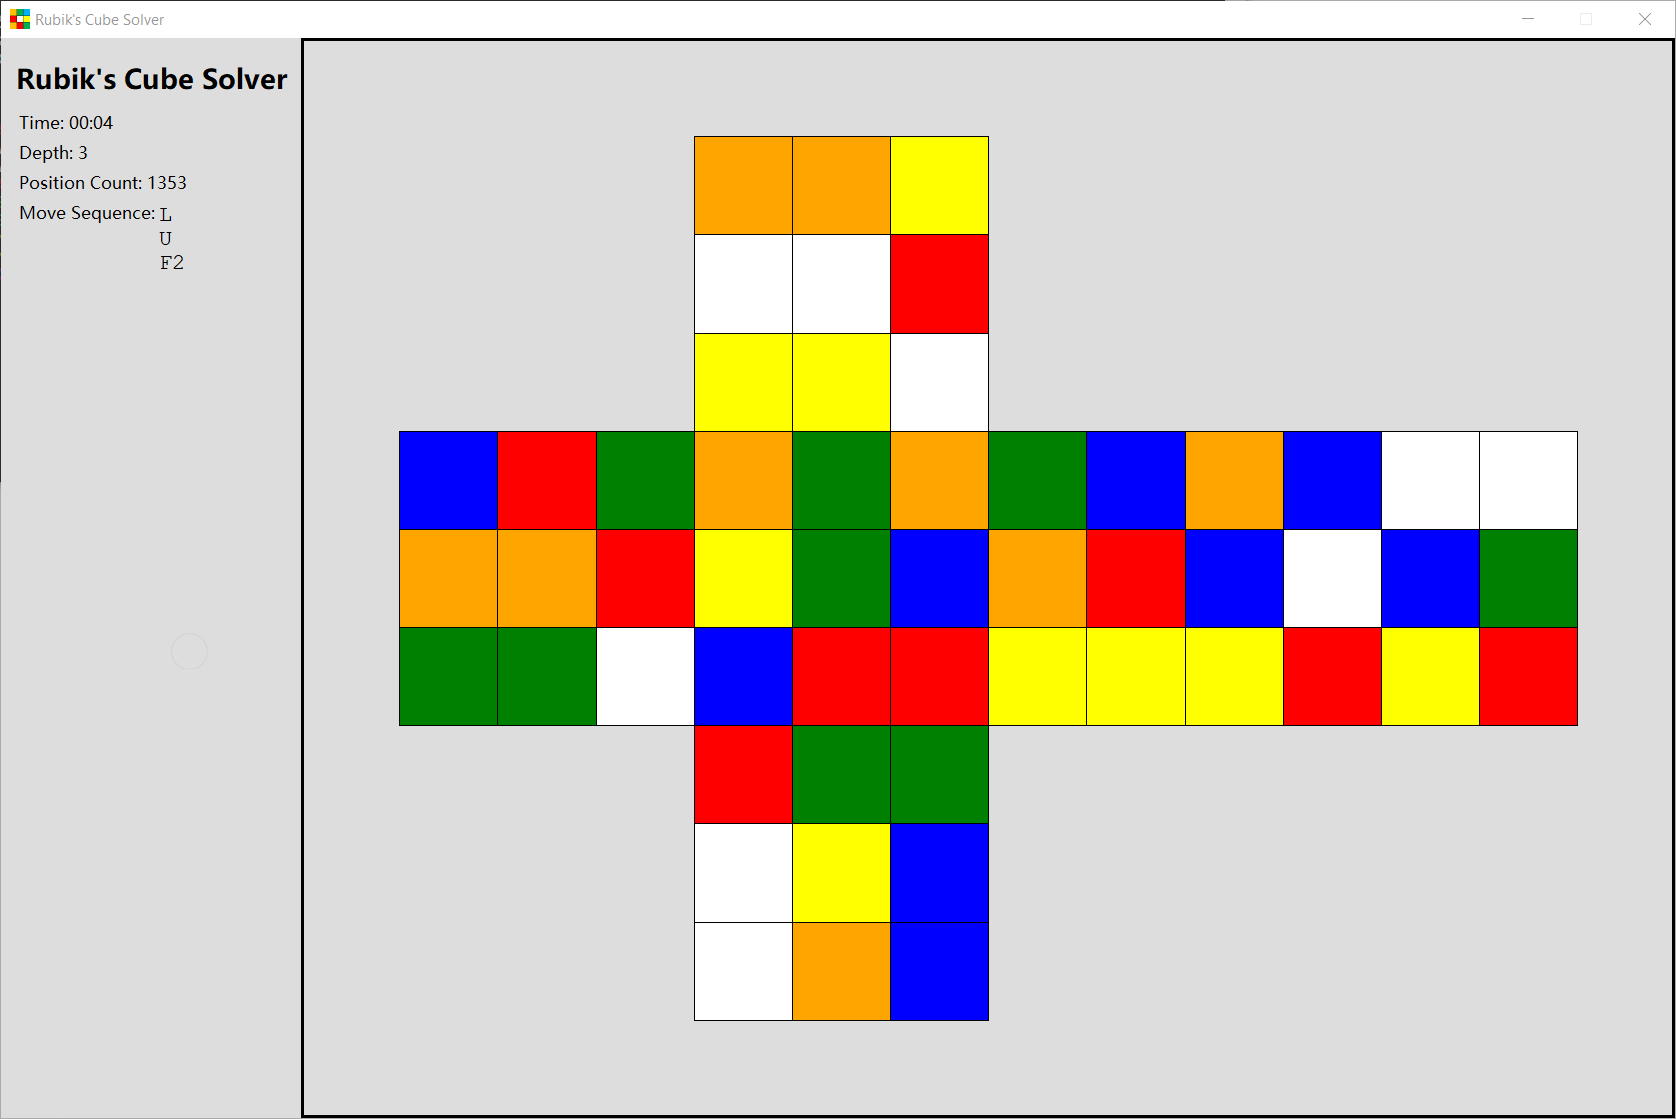 Rubik's Cube Solver
Rubik's Cube Solver
Time: 00:04
Depth: 3
Position Count: 1353
Move Sequence: L
U
F2